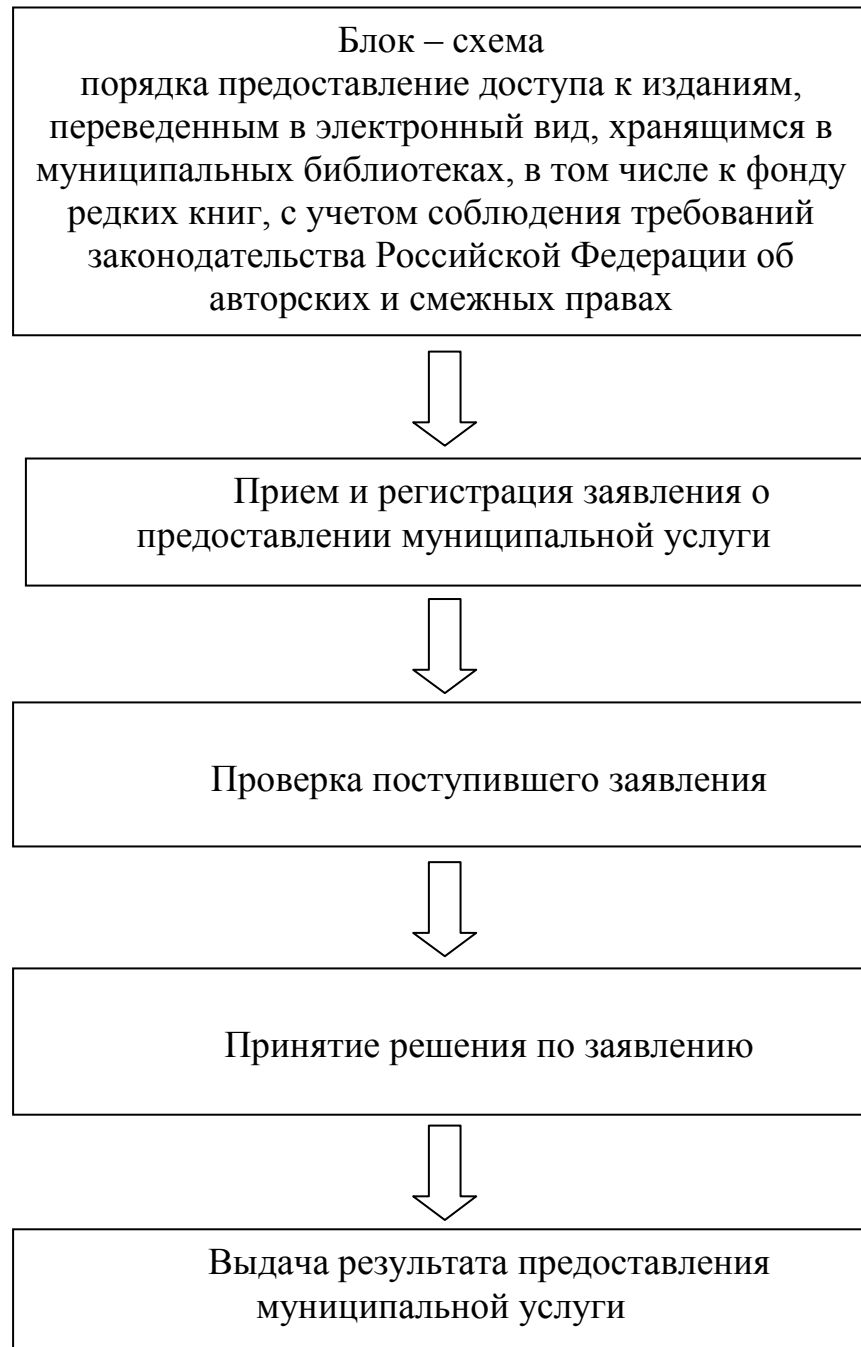 Блок – схема
порядка предоставление доступа к изданиям,
переведенным в электронный вид, хранящимся в
муниципальных библиотеках, в том числе к фонду
редких книг, с учетом соблюдения требований
законодательства Российской Федерации об
авторских и смежных правах
Прием и регистрация заявления о
предоставлении муниципальной услуги
Проверка поступившего заявления
Принятие решения по заявлению
Выдача результата предоставления
муниципальной услуги